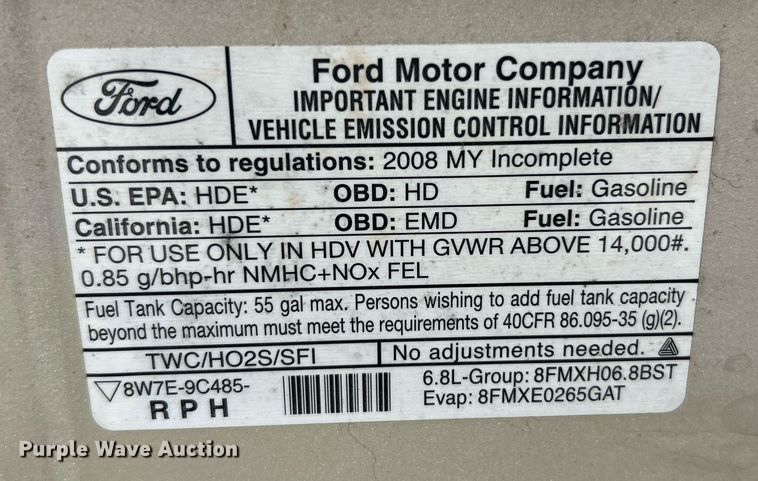 Ford
Ford Motor Company
IMPORTANT ENGINE INFORMATION/
VEHICLE EMISSION CONTROL INFORMATION
Conforms to regulations: 2008 MY Incomplete
U.S. EPA: HDE* OBD: HD Fuel: Gasoline
California: HDE* OBD: EMD Fuel: Gasoline
* FOR USE ONLY IN HDV WITH GVWR ABOVE 14,000#.
0.85 g/bhp-hr NMHC+NOx FEL
Fuel Tank Capacity: 55 gal max. Persons wishing to add fuel tank capacity
beyond the maximum must meet the requirements of 40CFR 86.095-35 (g)(2).
TWC/HO2S/SFI No adjustments needed.
8W7E-9C485-
R P H
6.8L-Group: 8FMXH06.8BST
Evap: 8FMXE0265GAT
Purple Wave Auction